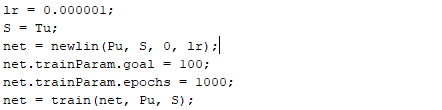 lr = 0.000001;
S = Tu;
net = newlin(Pu, S, 0, lr);
net.trainParam.goal = 100;
net.trainParam.epochs = 1000;
net = train(net, Pu, S);